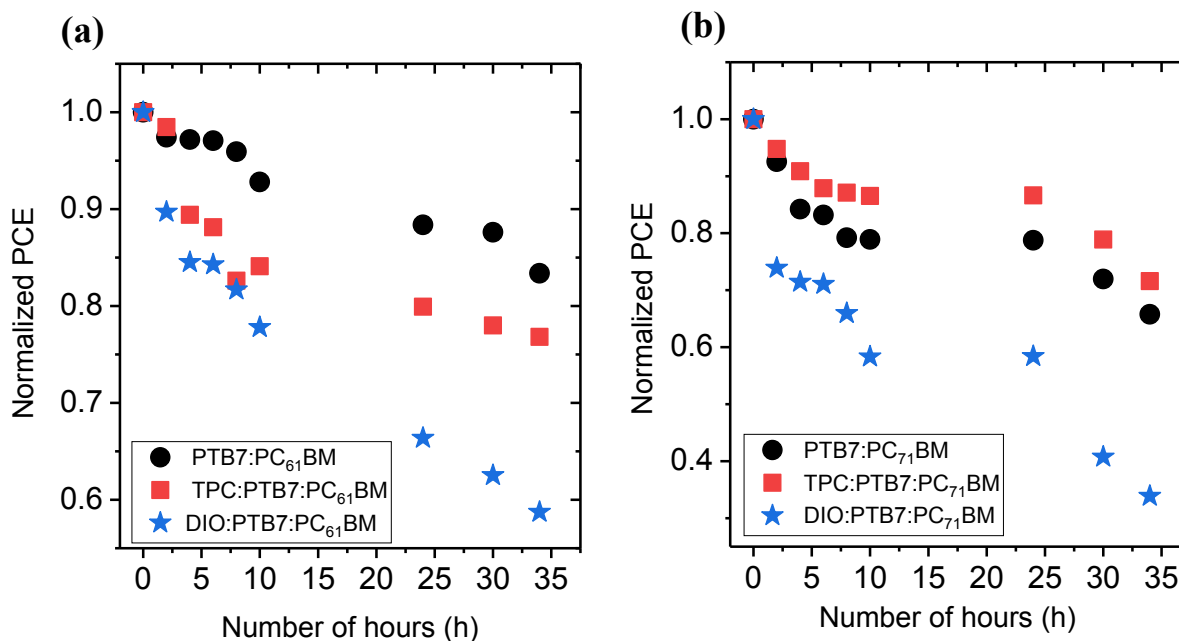 (a)
Normalized PCE
1.0
0.9
0.8
0.7
0.6
PTB7:PC₆₁BM
TPC:PTB7:PC₆₁BM
DIO:PTB7:PC₆₁BM
0 5 10 15 20 25 30 35
Number of hours (h)
(b)
Normalized PCE
1.0
0.8
0.6
0.4
PTB7:PC₇₁BM
TPC:PTB7:PC₇₁BM
DIO:PTB7:PC₇₁BM
0 5 10 15 20 25 30 35
Number of hours (h)